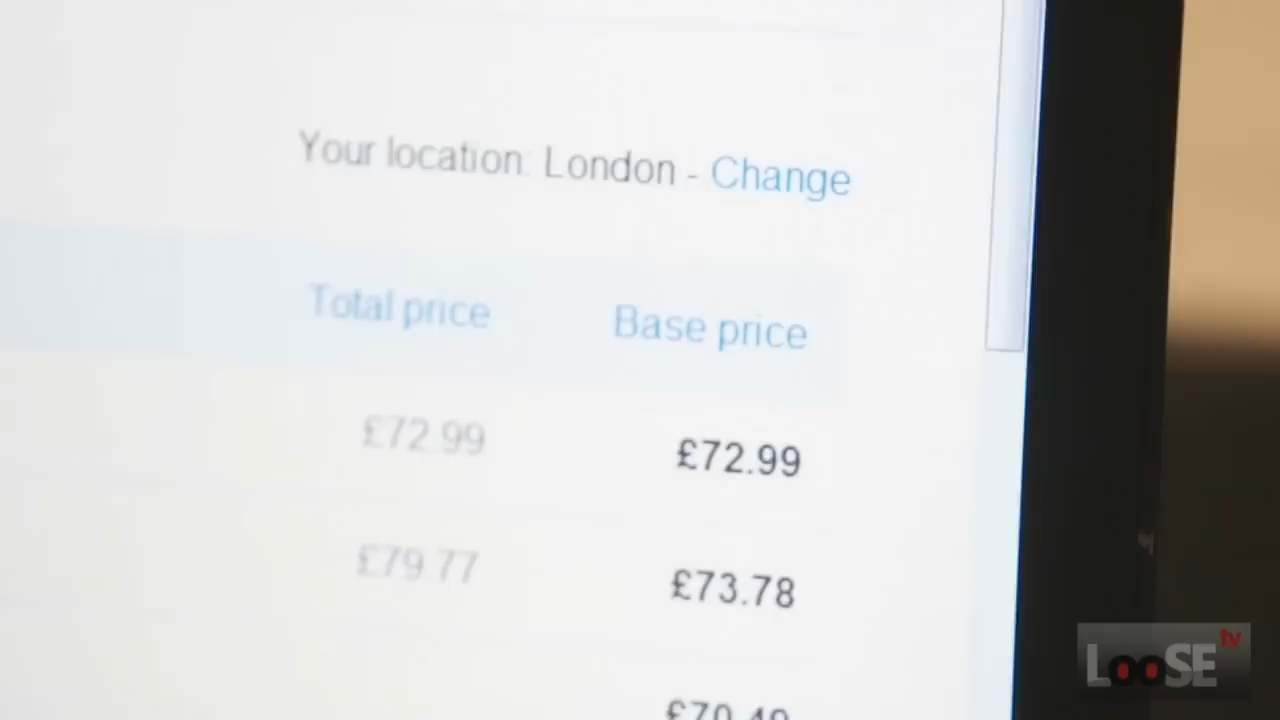 Your location: London - Change
Total price Base price
£72.99 £72.99
£79.77 £73.78
LooSE tv